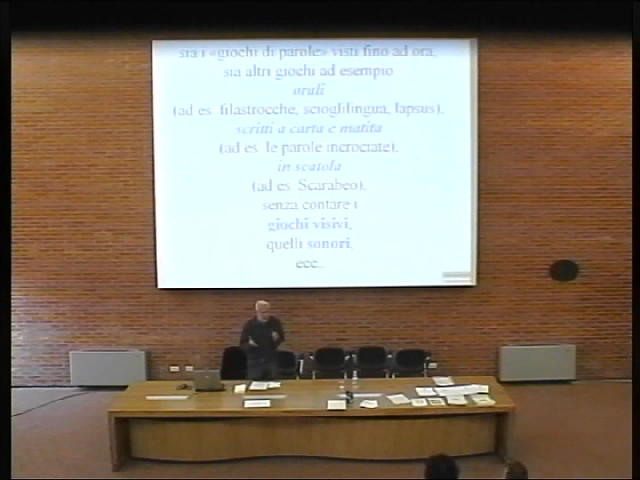 sia i «giochi di parole» visti fino ad ora,
sia altri giochi ad esempio
orali
(ad es. filastrocche, scioglilingua, lapsus),
scritti a carta e matita
(ad es. le parole incrociate),
in scatola
(ad es. Scarabeo),
senza contare i
giochi visivi,
quelli sonori,
ecc..